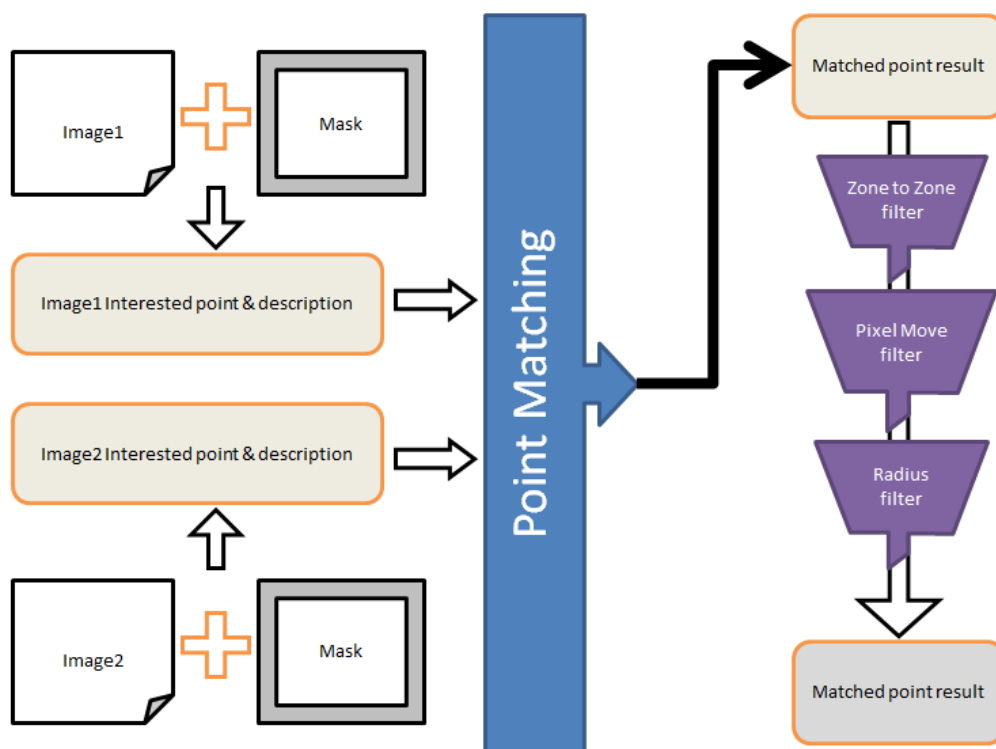 Image1
Mask
Image1 Interested point & description
Image2 Interested point & description
Image2
Mask
Point Matching
Matched point result
Zone to Zone
filter
Pixel Move
filter
Radius
filter
Matched point result